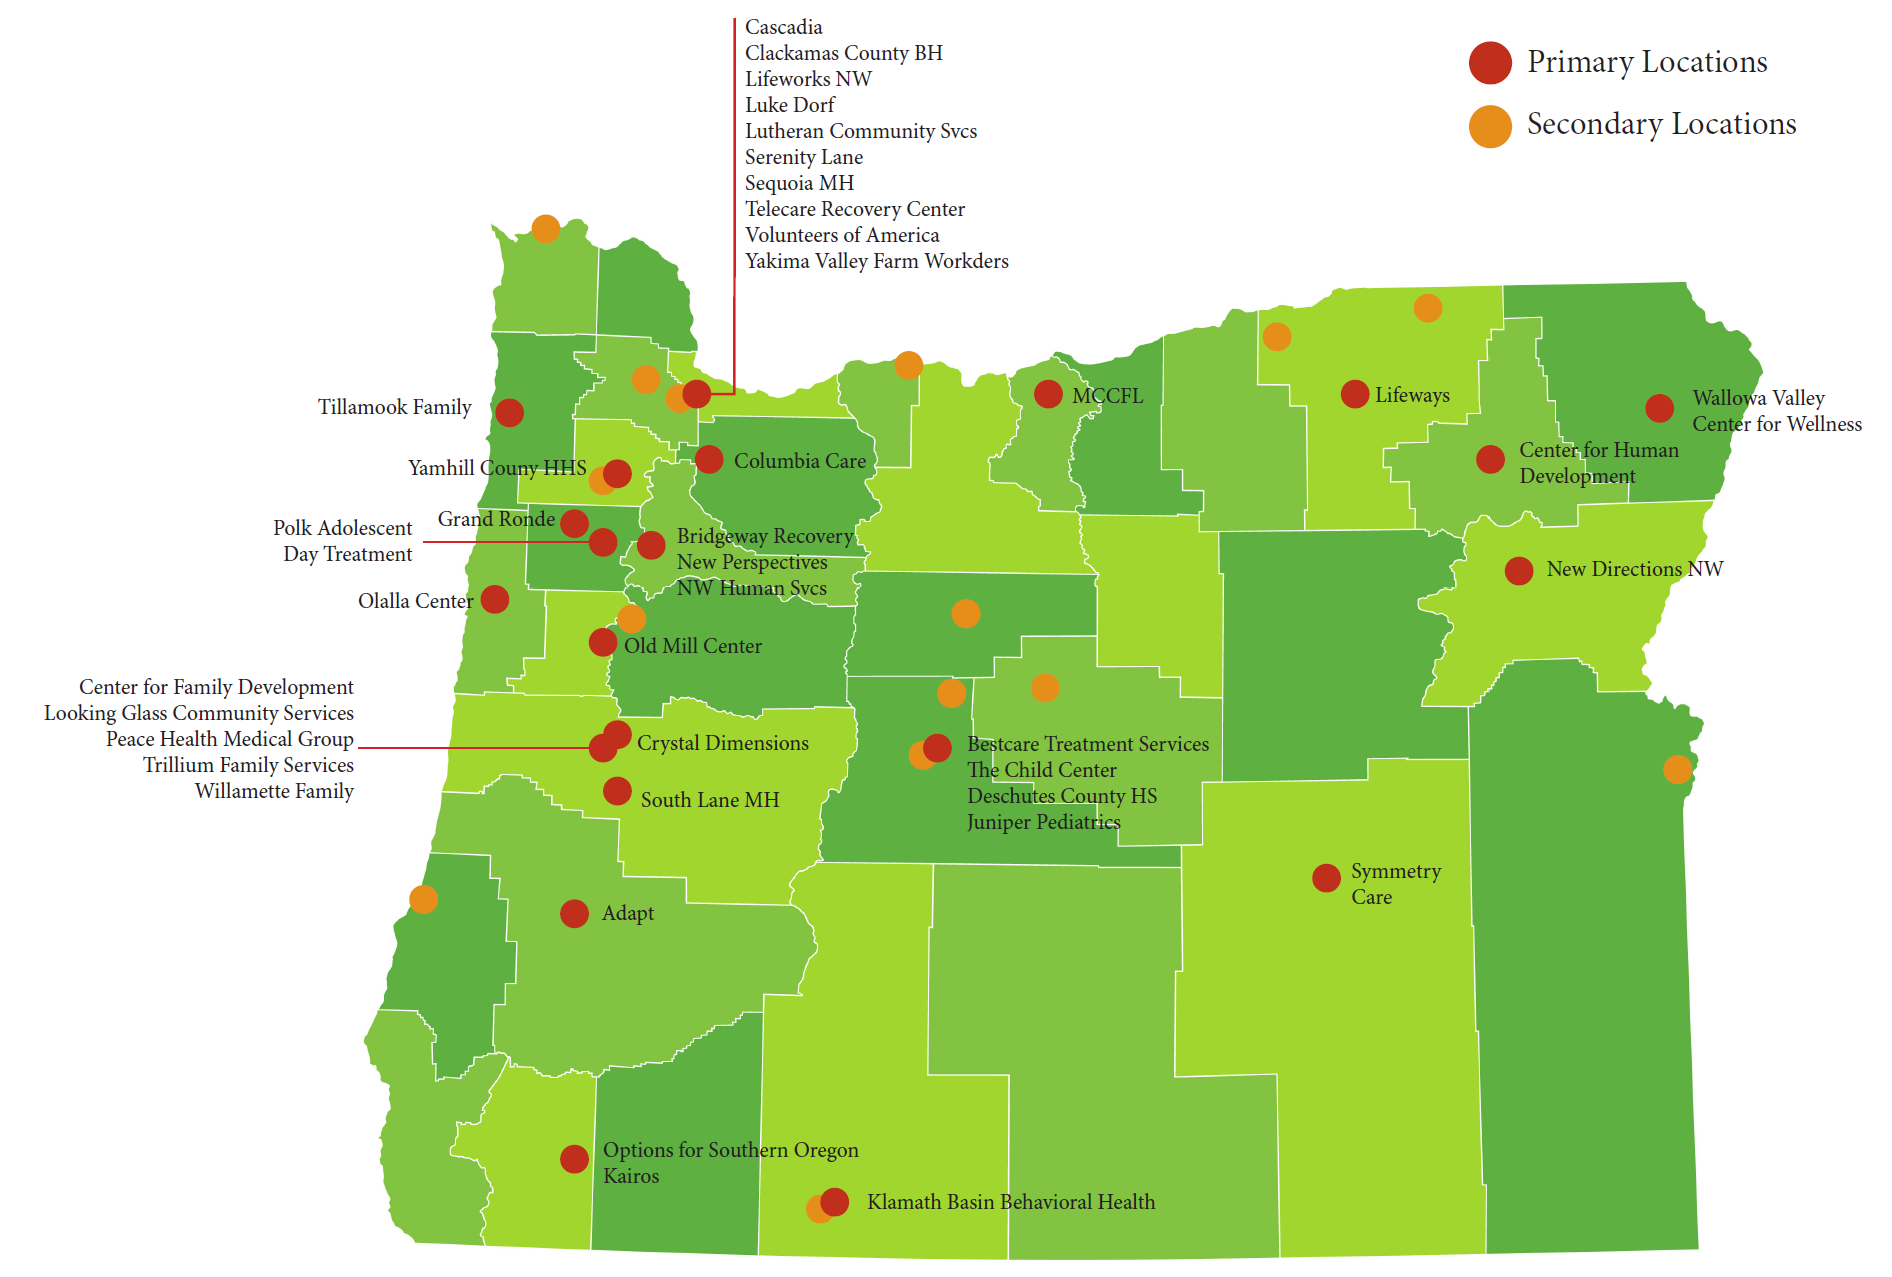 Cascadia
Clackamas County BH
Lifeworks NW
Luke Dorf
Lutheran Community Svcs
Serenity Lane
Sequoia MH
Telecare Recovery Center
Volunteers of America
Yakima Valley Farm Workders
Primary Locations
Secondary Locations
Tillamook Family
MCCFL
Lifeways
Wallowa Valley
Center for Wellness
Yamhill Couny HHS
Columbia Care
Center for Human
Development
Grand Ronde
Polk Adolescent
Day Treatment
Bridgeway Recovery
New Perspectives
NW Human Svcs
New Directions NW
Olalla Center
Old Mill Center
Center for Family Development
Looking Glass Community Services
Peace Health Medical Group
Trillium Family Services
Willamette Family
Crystal Dimensions
South Lane MH
Bestcare Treatment Services
The Child Center
Deschutes County HS
Juniper Pediatrics
Symmetry
Care
Adapt
Options for Southern Oregon
Kairos
Klamath Basin Behavioral Health